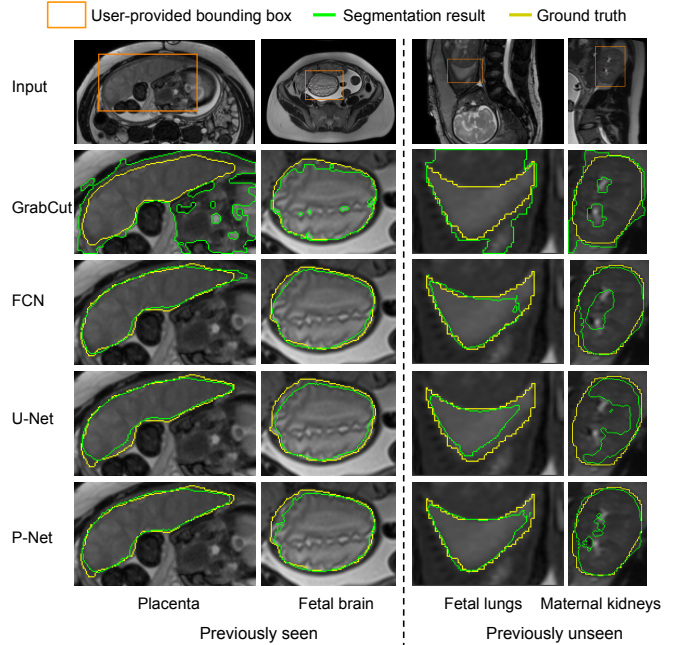 User-provided bounding box Segmentation result Ground truth
Input
GrabCut
FCN
U-Net
P-Net
Placenta Fetal brain Fetal lungs Maternal kidneys
Previously seen Previously unseen